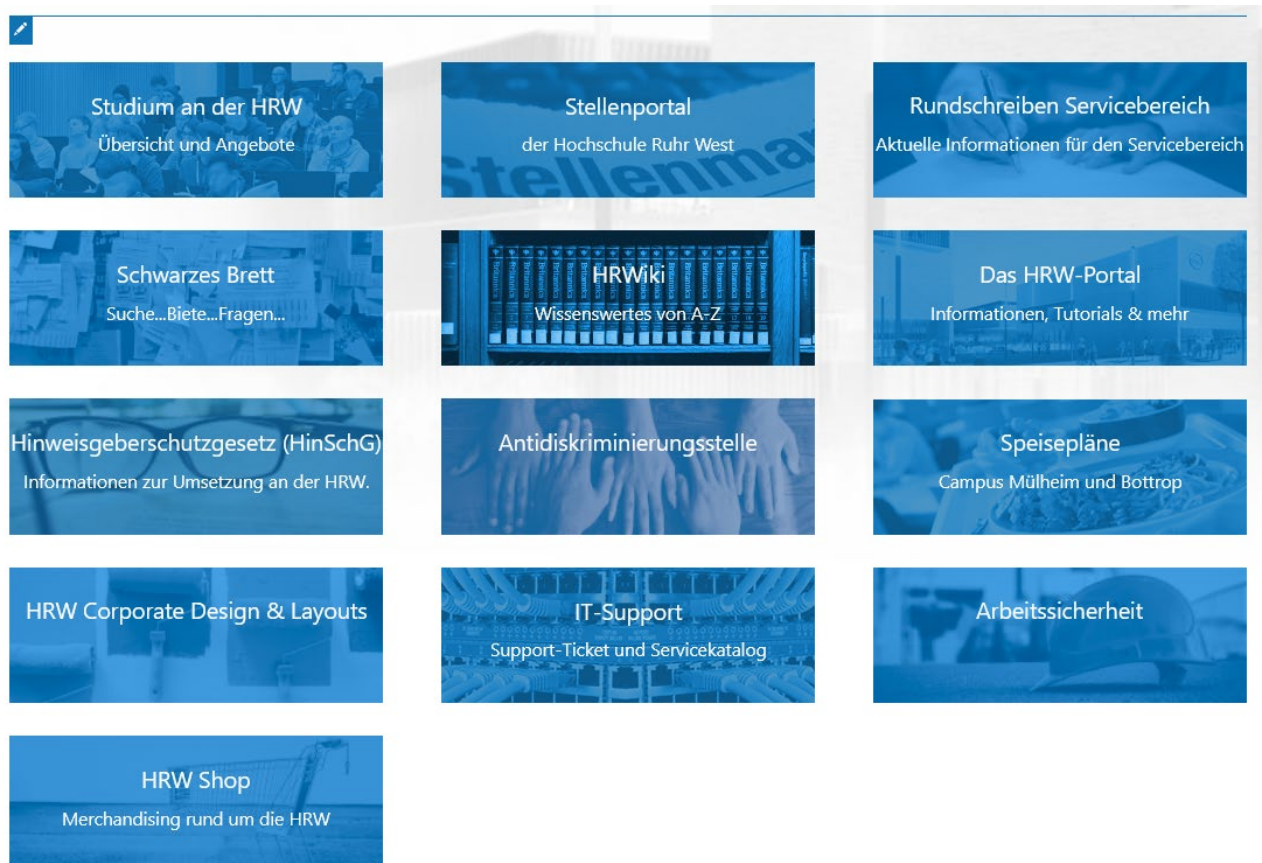 Studium an der HRW
Übersicht und Angebote
Stellenportal
der Hochschule Ruhr West
Stellenma
Rundschreiben Servicebereich
Aktuelle Informationen für den Servicebereich
Schwarzes Brett
Suche...Biete...Fragen...
HRWiki
Wissenswertes von A-Z
Das HRW-Portal
Informationen, Tutorials & mehr
Hinweisgeberschutzgesetz (HinSchG)
Informationen zur Umsetzung an der HRW.
Antidiskriminierungsstelle
Speisepläne
Campus Mülheim und Bottrop
HRW Corporate Design & Layouts
IT-Support
Support-Ticket und Servicekatalog
Arbeitssicherheit
HRW Shop
Merchandising rund um die HRW